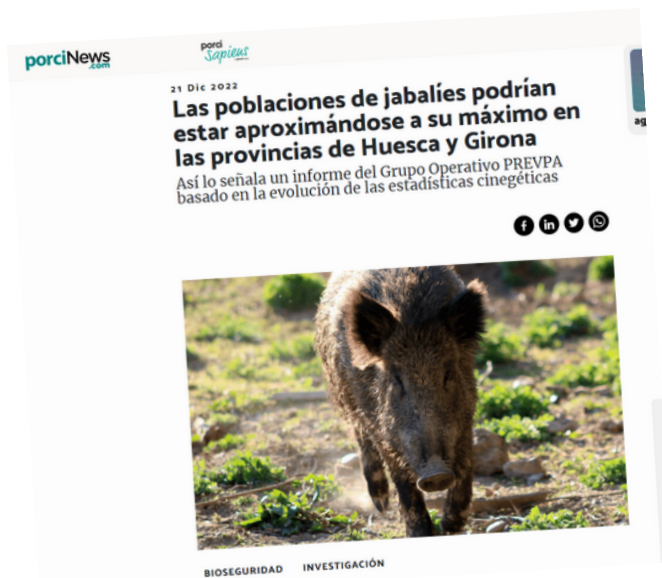 porciNews
.com
porci
Sapiens
21 Dic 2022
Las poblaciones de jabalíes podrían
estar aproximándose a su máximo en
las provincias de Huesca y Girona
Así lo señala un informe del Grupo Operativo PREVPA
basado en la evolución de las estadísticas cinegéticas
BIOSEGURIDAD INVESTIGACIÓN